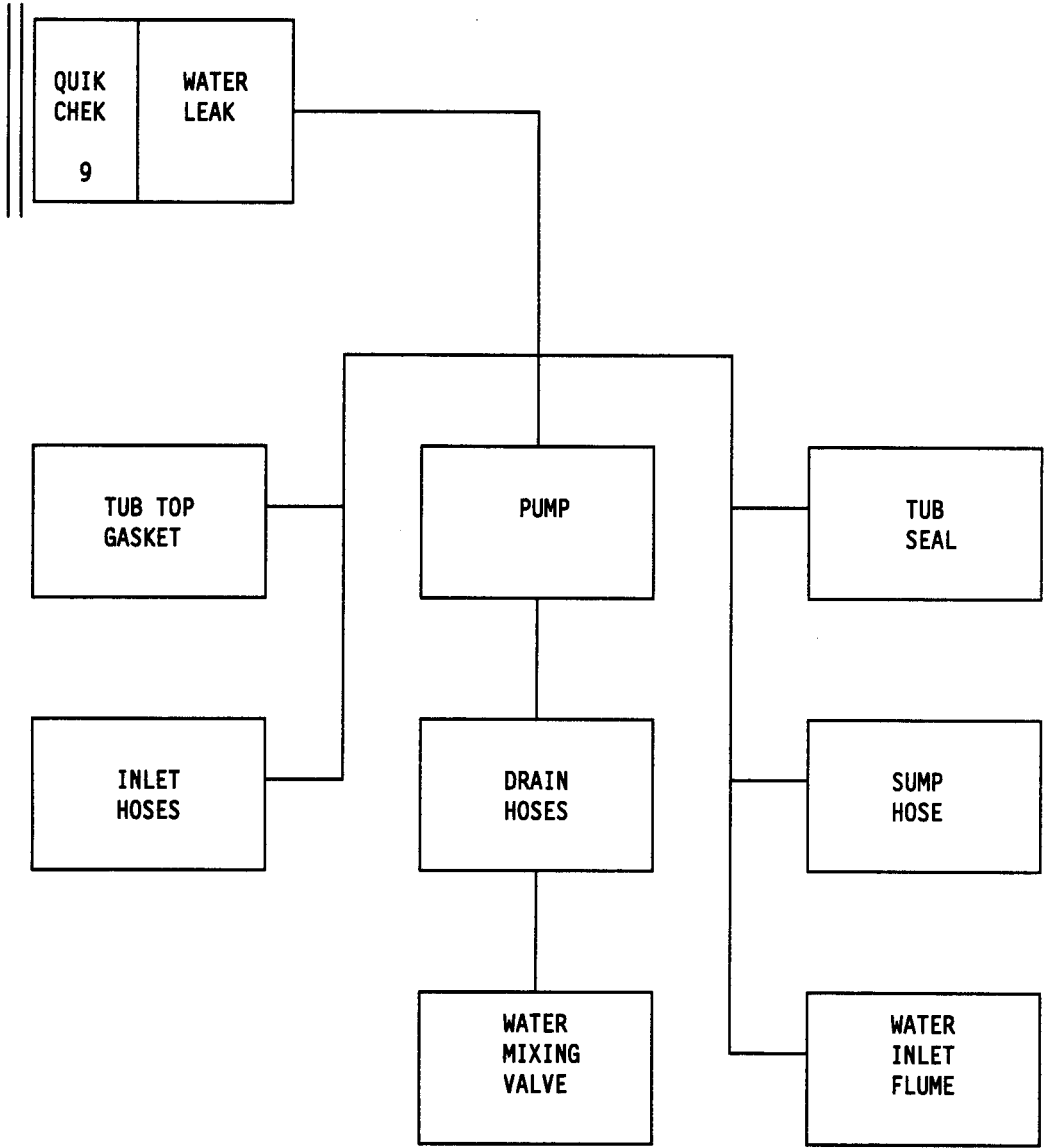 QUIK
CHEK
9
WATER
LEAK
TUB TOP
GASKET
PUMP
TUB
SEAL
INLET
HOSES
DRAIN
HOSES
SUMP
HOSE
WATER
MIXING
VALVE
WATER
INLET
FLUME